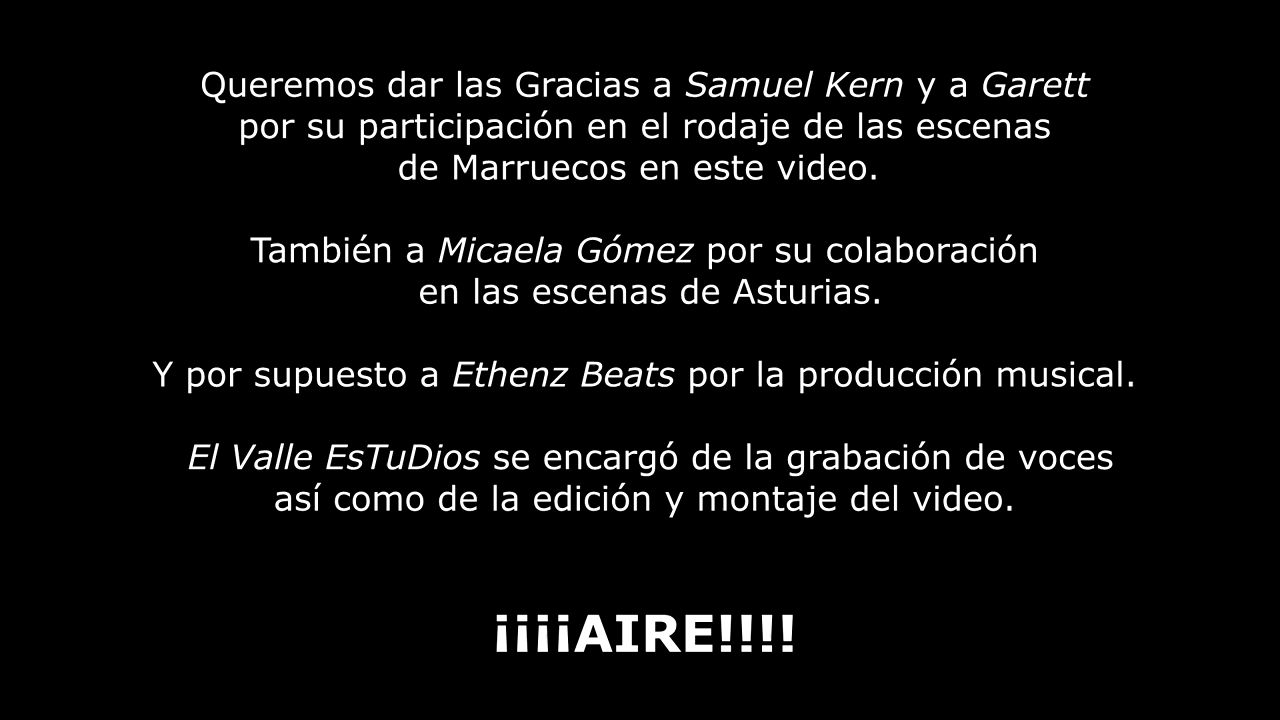 Queremos dar las Gracias a Samuel Kern y a Garett
por su participación en el rodaje de las escenas
de Marruecos en este video.
También a Micaela Gómez por su colaboración
en las escenas de Asturias.
Y por supuesto a Ethenz Beats por la producción musical.
El Valle EsTuDios se encargó de la grabación de voces
así como de la edición y montaje del video.
¡¡¡¡AIRE!!!!